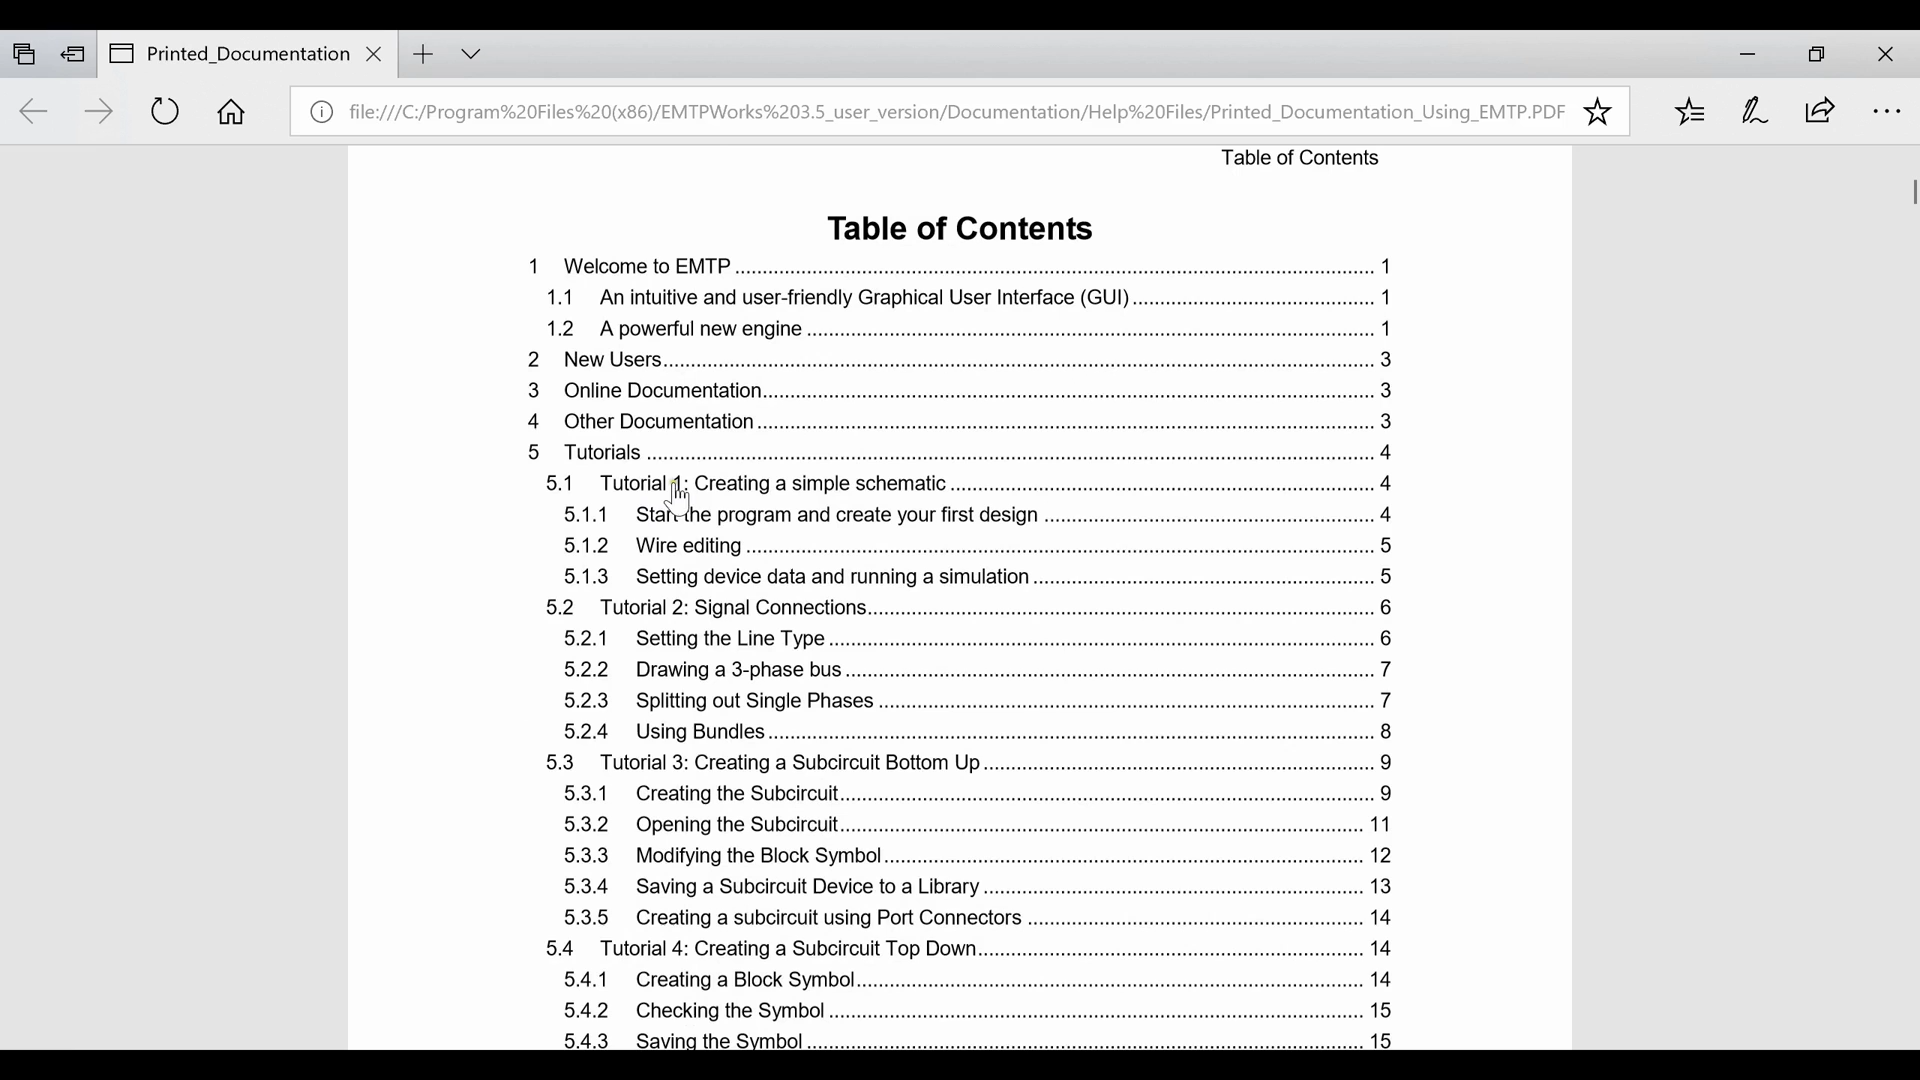 Printed_Documentation
file:///C:/Program%20Files%20(x86)/EMTPWorks%203.5_user_version/Documentation/Help%20Files/Printed_Documentation_Using_EMTP.PDF
Table of Contents
Table of Contents
1 Welcome to EMTP ........ 1
1.1 An intuitive and user-friendly Graphical User Interface (GUI) ........ 1
1.2 A powerful new engine ........ 1
2 New Users ........ 3
3 Online Documentation ........ 3
4 Other Documentation ........ 3
5 Tutorials ........ 4
5.1 Tutorial 1: Creating a simple schematic ........ 4
5.1.1 Start the program and create your first design ........ 4
5.1.2 Wire editing ........ 5
5.1.3 Setting device data and running a simulation ........ 5
5.2 Tutorial 2: Signal Connections ........ 6
5.2.1 Setting the Line Type ........ 6
5.2.2 Drawing a 3-phase bus ........ 7
5.2.3 Splitting out Single Phases ........ 7
5.2.4 Using Bundles ........ 8
5.3 Tutorial 3: Creating a Subcircuit Bottom Up ........ 9
5.3.1 Creating the Subcircuit ........ 9
5.3.2 Opening the Subcircuit ........ 11
5.3.3 Modifying the Block Symbol ........ 12
5.3.4 Saving a Subcircuit Device to a Library ........ 13
5.3.5 Creating a subcircuit using Port Connectors ........ 14
5.4 Tutorial 4: Creating a Subcircuit Top Down ........ 14
5.4.1 Creating a Block Symbol ........ 14
5.4.2 Checking the Symbol ........ 15
5.4.3 Saving the Symbol ........ 15